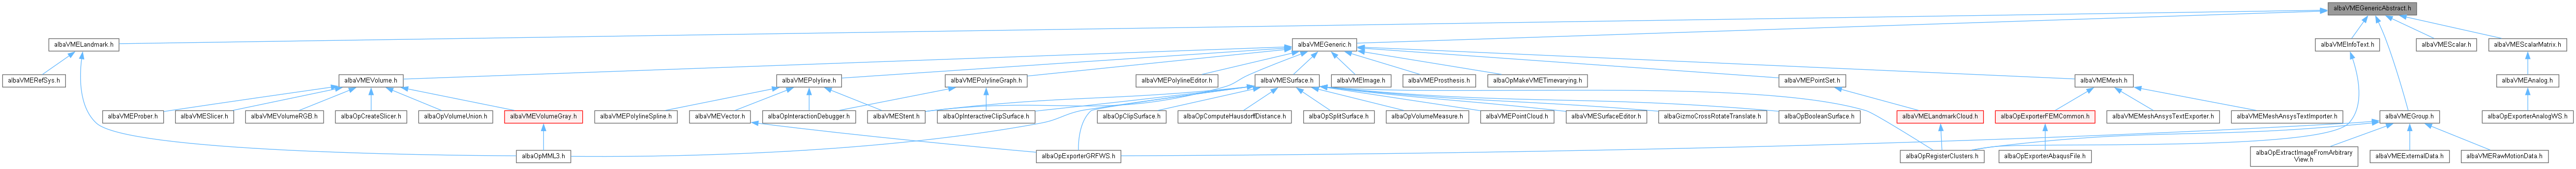 albaVMEGenericAbstract.h
albaVMELandmark.h
albaVMEGeneric.h
albaVMEInfoText.h
albaVMEScalar.h
albaVMEScalarMatrix.h
albaVMERefSys.h
albaVMEVolume.h
albaVMEPolyline.h
albaVMEPolylineGraph.h
albaVMEPolylineEditor.h
albaVMESurface.h
albaVMEImage.h
albaVMEProsthesis.h
albaOpMakeVMETimevarying.h
albaVMEPointSet.h
albaVMEMesh.h
albaVMEAnalog.h
albaVMEProber.h
albaVMESlicer.h
albaVMEVolumeRGB.h
albaOpCreateSlicer.h
albaOpVolumeUnion.h
albaVMEVolumeGray.h
albaVMEPolylineSpline.h
albaVMEVector.h
albaOpInteractionDebugger.h
albaVMEStent.h
albaOpInteractiveClipSurface.h
albaOpClipSurface.h
albaOpComputeHausdorffDistance.h
albaOpSplitSurface.h
albaOpVolumeMeasure.h
albaVMEPointCloud.h
albaVMESurfaceEditor.h
albaGizmoCrossRotateTranslate.h
albaOpBooleanSurface.h
albaVMELandmarkCloud.h
albaOpExporterFEMCommon.h
albaVMEMeshAnsysTextExporter.h
albaVMEMeshAnsysTextImporter.h
albaVMEGroup.h
albaOpExporterAnalogWS.h
albaOpMML3.h
albaOpExporterGRFWS.h
albaOpRegisterClusters.h
albaOpExporterAbaqusFile.h
albaOpExtractImageFromArbitrary
View.h
albaVMEExternalData.h
albaVMERawMotionData.h